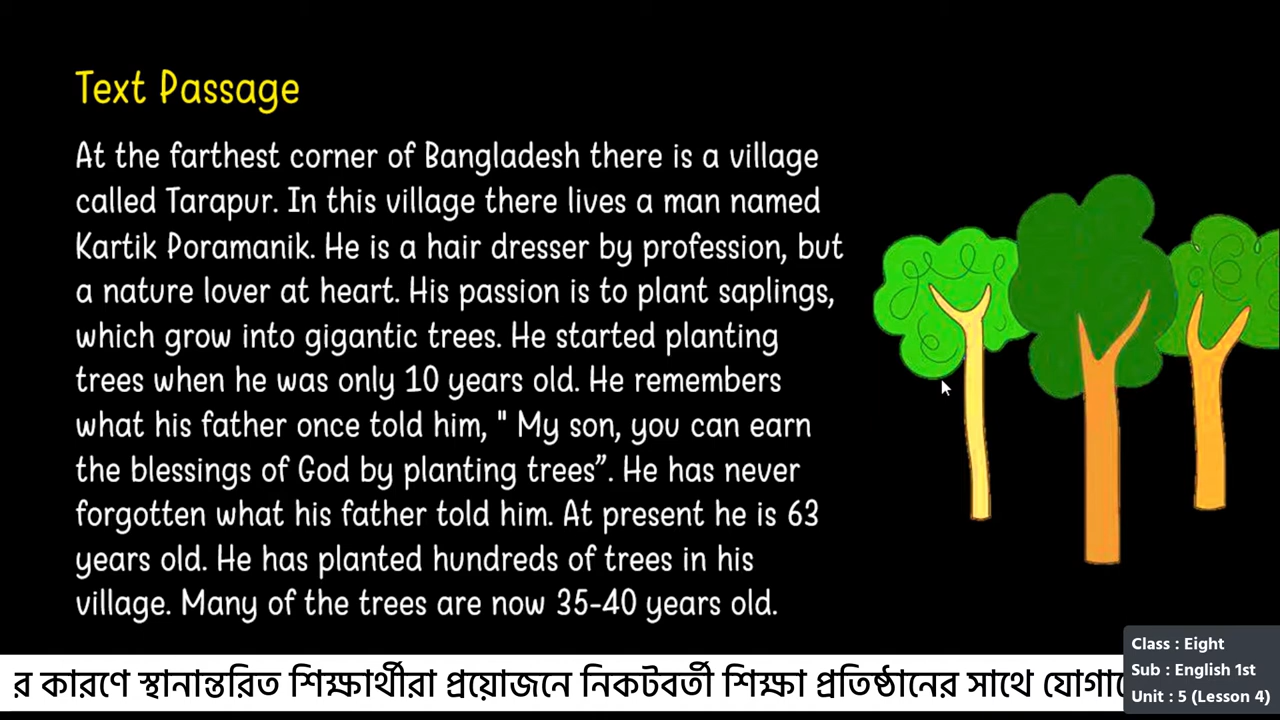 Text Passage
At the farthest corner of Bangladesh there is a village
called Tarapur. In this village there lives a man named
Kartik Poramanik. He is a hair dresser by profession, but
a nature lover at heart. His passion is to plant saplings,
which grow into gigantic trees. He started planting
trees when he was only 10 years old. He remembers
what his father once told him, " My son, you can earn
the blessings of God by planting trees”. He has never
forgotten what his father told him. At present he is 63
years old. He has planted hundreds of trees in his
village. Many of the trees are now 35-40 years old.
Class : Eight
Sub : English 1st
Unit : 5 (Lesson 4)
র কারণে স্থানান্তরিত শিক্ষার্থীরা প্রয়োজনে নিকটবর্তী শিক্ষা প্রতিষ্ঠানের সাথে